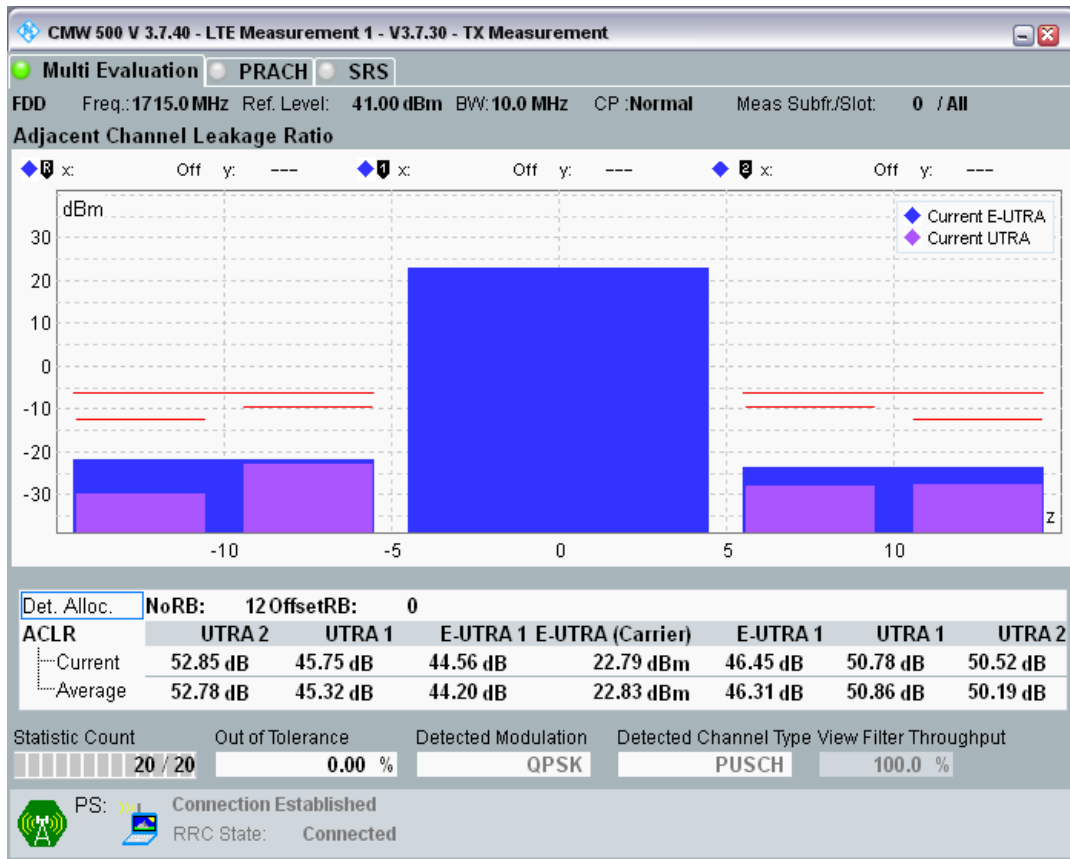 CMW 500 V 3.7.40 - LTE Measurement 1 - V3.7.30 - TX Measurement
Multi Evaluation PRACH SRS
FDD Freq.: 1715.0 MHz Ref. Level: 41.00 dBm BW: 10.0 MHz CP :Normal Meas Subfr./Slot: 0 / All
Adjacent Channel Leakage Ratio
R x: Off y: --- 1 x: Off y: --- 2 x: Off y: ---
dBm
Current E-UTRA
Current UTRA
30
20
10
0
-10
-20
-30
z
-10 -5 0 5 10
Det. Alloc. NoRB: 12 OffsetRB: 0
ACLR UTRA 2 UTRA 1 E-UTRA 1 E-UTRA (Carrier) E-UTRA 1 UTRA 1 UTRA 2
Current 52.85 dB 45.75 dB 44.56 dB 22.79 dBm 46.45 dB 50.78 dB 50.52 dB
Average 52.78 dB 45.32 dB 44.20 dB 22.83 dBm 46.31 dB 50.86 dB 50.19 dB
Statistic Count Out of Tolerance Detected Modulation Detected Channel Type View Filter Throughput
20 / 20 0.00 % QPSK PUSCH 100.0 %
PS: Connection Established
RRC State: Connected